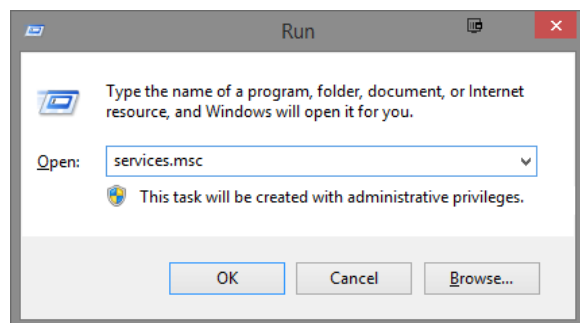 Run
Type the name of a program, folder, document, or Internet
resource, and Windows will open it for you.
Open: services.msc
This task will be created with administrative privileges.
OK Cancel Browse...